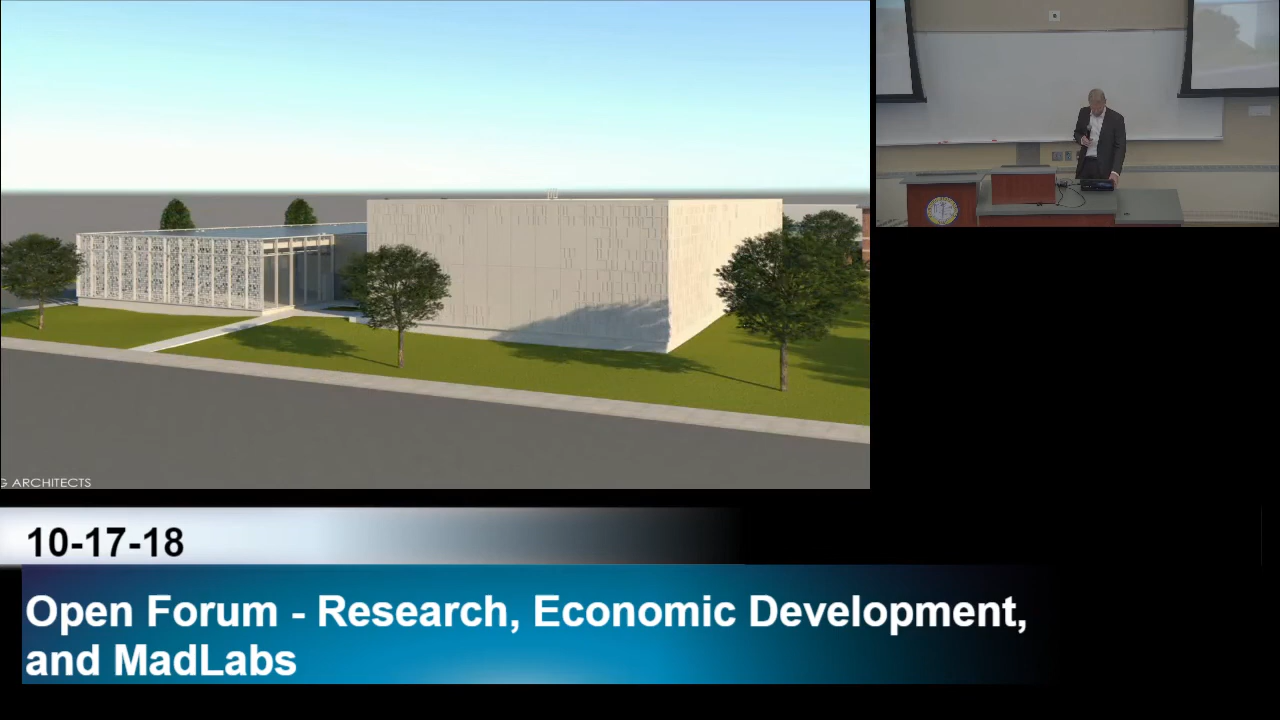 G ARCHITECTS
10-17-18
Open Forum - Research, Economic Development,
and MadLabs